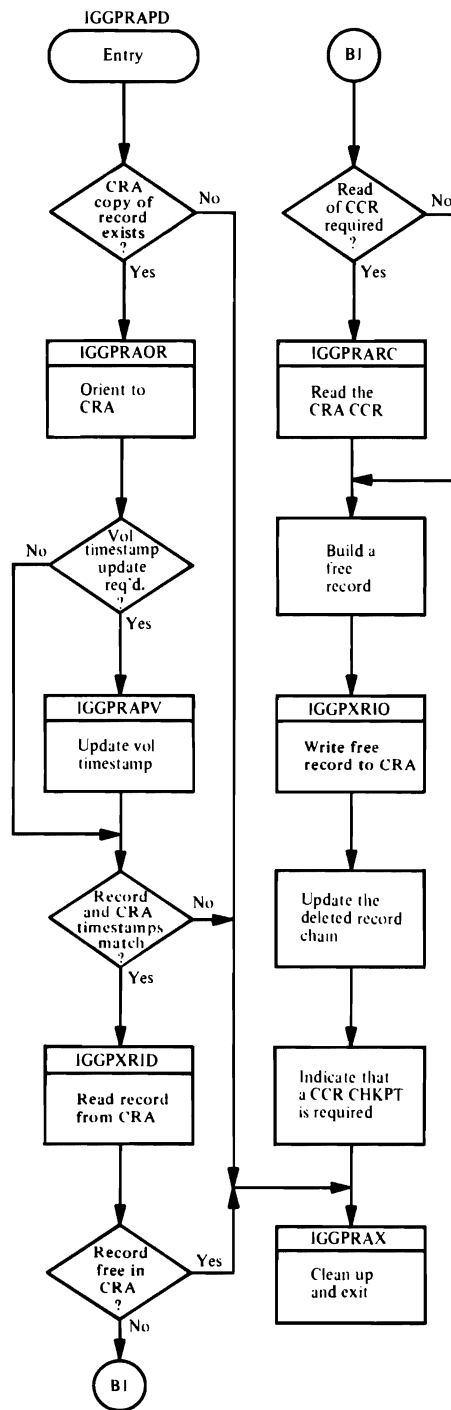 IGGPRAPD
Entry
CRA
copy of
record
exists
?
No
Yes
IGGPRAOR
Orient to
CRA
No
Vol
timestamp
update
req'd.
?
Yes
IGGPRAPV
Update vol
timestamp
Record
and CRA
timestamps
match
?
No
Yes
IGGPXRID
Read record
from CRA
Record
free in
CRA
?
Yes
No
B1
B1
Read
of CCR
required
?
No
Yes
IGGPRARC
Read the
CRA CCR
Build a
free
record
IGGPXRIO
Write free
record to CRA
Update the
deleted record
chain
Indicate that
a CCR CHKPT
is required
IGGPRAX
Clean up
and exit